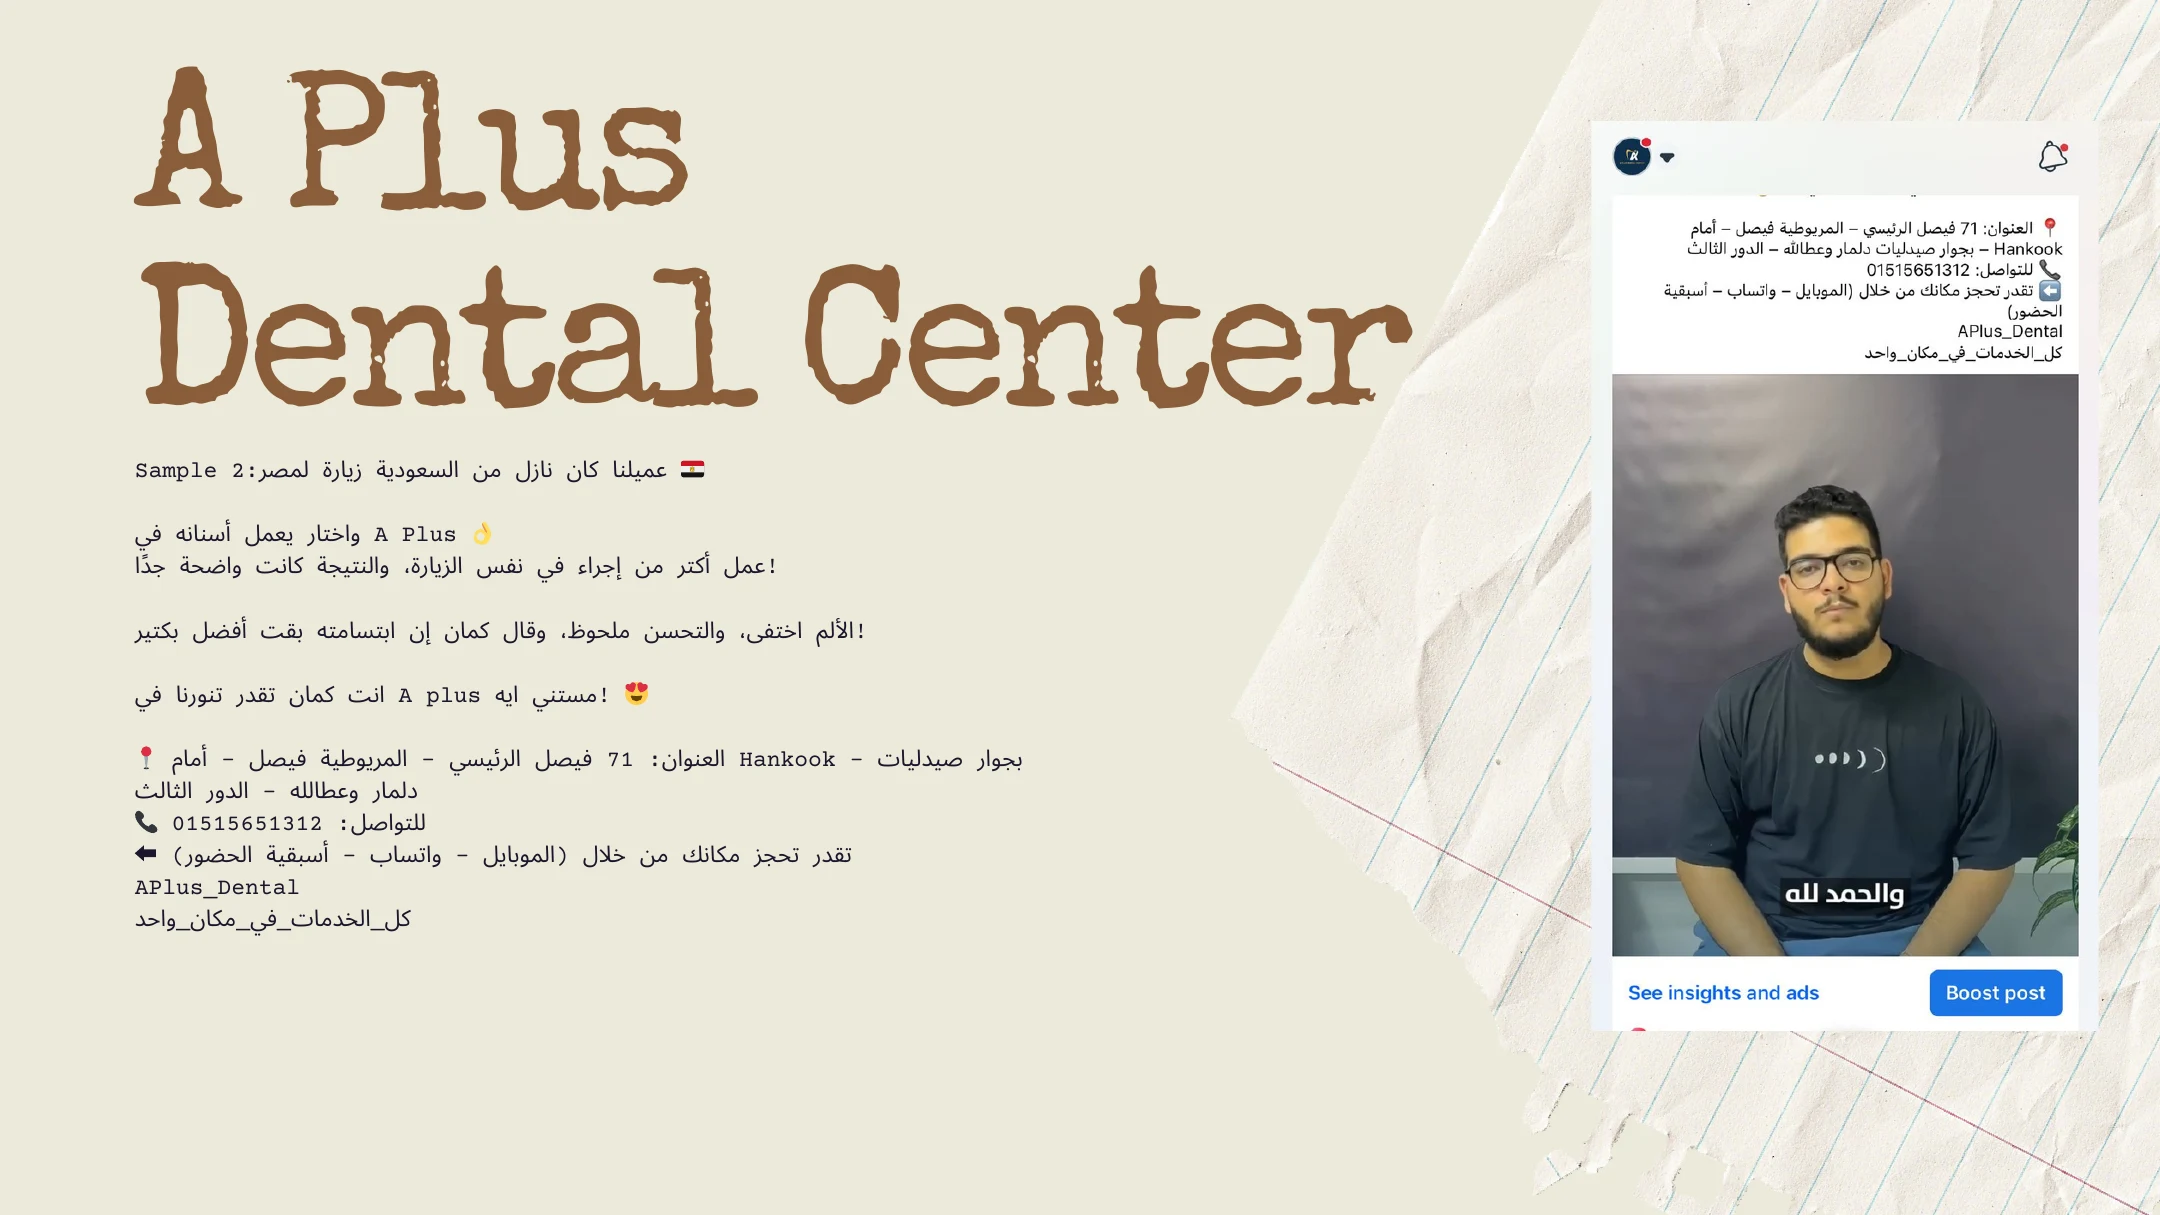 A Plus
Dental Center
Sample 2:عميلنا كان نازل من السعودية زيارة لمصر 🇪🇬
واختار يعمل أسنانه في A Plus 👌
عمل أكتر من إجراء في نفس الزيارة، والنتيجة كانت واضحة جدًا!
الألم اختفى، والتحسن ملحوظ، وقال كمان إن ابتسامته بقت أفضل بكتير!
انت كمان تقدر تنورنا في A plus مستني ايه! 😍
📍 العنوان: 71 فيصل الرئيسي – المريوطية فيصل – أمام Hankook – بجوار صيدليات
دلمار وعطالله – الدور الثالث
📞 للتواصل: 01515651312
⬅ تقدر تحجز مكانك من خلال (الموبايل – واتساب – أسبقية الحضور)
APlus_Dental
كل_الخدمات_في_مكان_واحد
📍 العنوان: 71 فيصل الرئيسي – المريوطية فيصل – أمام
Hankook – بجوار صيدليات دلمار وعطالله – الدور الثالث
📞 للتواصل: 01515651312
⬅️ تقدر تحجز مكانك من خلال (الموبايل – واتساب – أسبقية
الحضور)
APlus_Dental
كل_الخدمات_في_مكان_واحد
والحمد لله
See insights and ads
Boost post